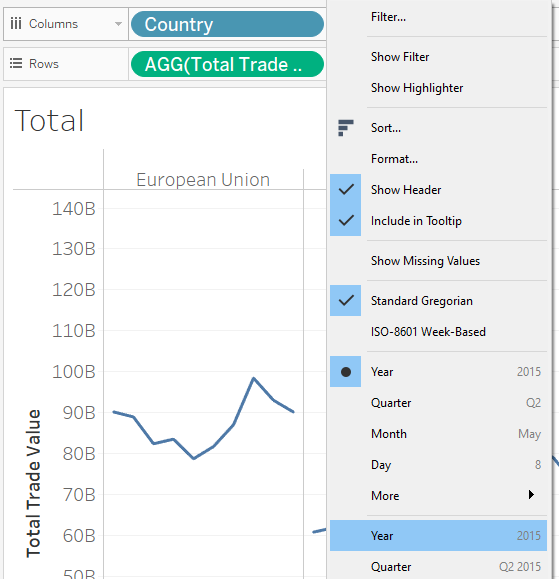 Columns
Country
Rows
AGG(Total Trade ..
Total
European Union
140B
130B
120B
110B
100B
90B
80B
70B
60B
50B
Total Trade Value
Filter...
Show Filter
Show Highlighter
Sort...
Format...
Show Header
Include in Tooltip
Show Missing Values
Standard Gregorian
ISO-8601 Week-Based
Year 2015
Quarter Q2
Month May
Day 8
More
Year 2015
Quarter Q2 2015